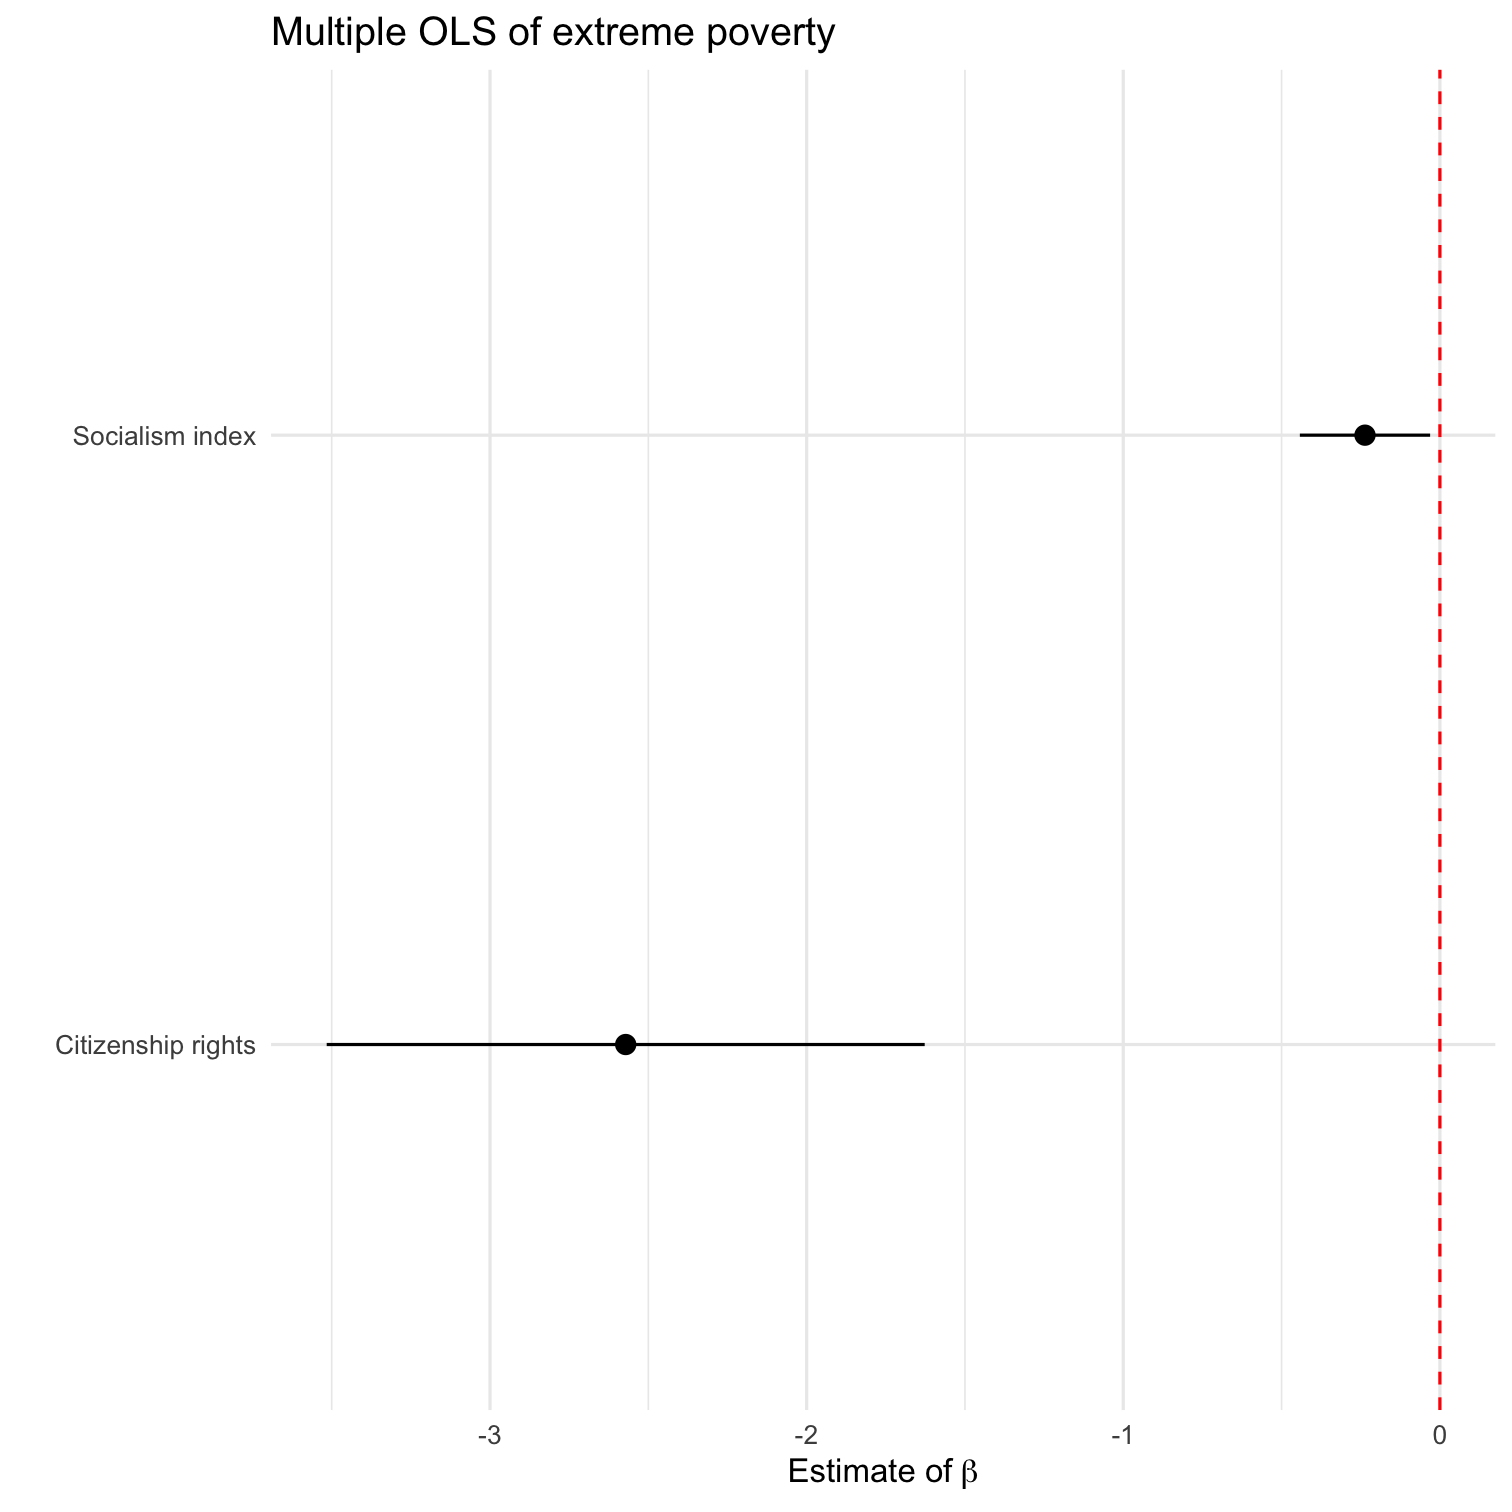 Multiple OLS of extreme poverty
Socialism index
Citizenship rights
-3 -2 -1 0
Estimate of β